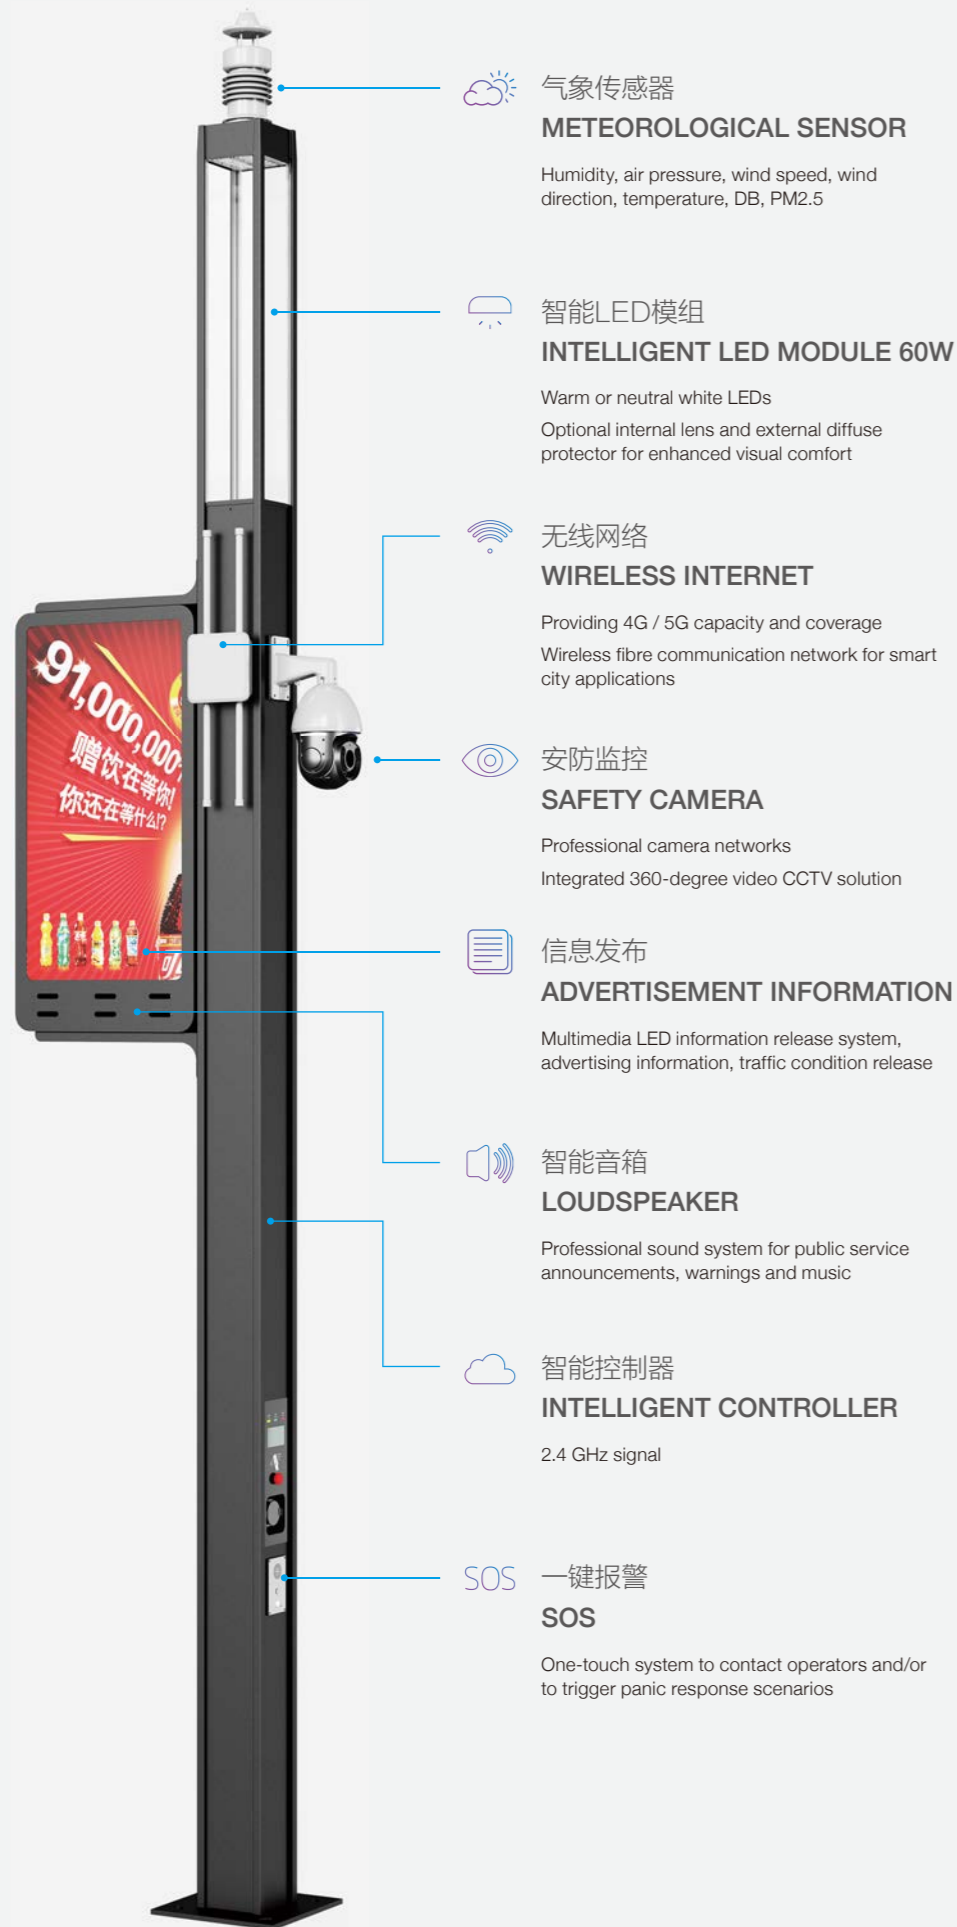 气象传感器
METEOROLOGICAL SENSOR
Humidity, air pressure, wind speed, wind
direction, temperature, DB, PM2.5
智能LED模组
INTELLIGENT LED MODULE 60W
Warm or neutral white LEDs
Optional internal lens and external diffuse
protector for enhanced visual comfort
无线网络
WIRELESS INTERNET
Providing 4G / 5G capacity and coverage
Wireless fibre communication network for smart
city applications
91,000,000
赠饮在等你!
你还在等什么!?
安防监控
SAFETY CAMERA
Professional camera networks
Integrated 360-degree video CCTV solution
信息发布
ADVERTISEMENT INFORMATION
Multimedia LED information release system,
advertising information, traffic condition release
智能音箱
LOUDSPEAKER
Professional sound system for public service
announcements, warnings and music
智能控制器
INTELLIGENT CONTROLLER
2.4 GHz signal
SOS
一键报警
SOS
One-touch system to contact operators and/or
to trigger panic response scenarios